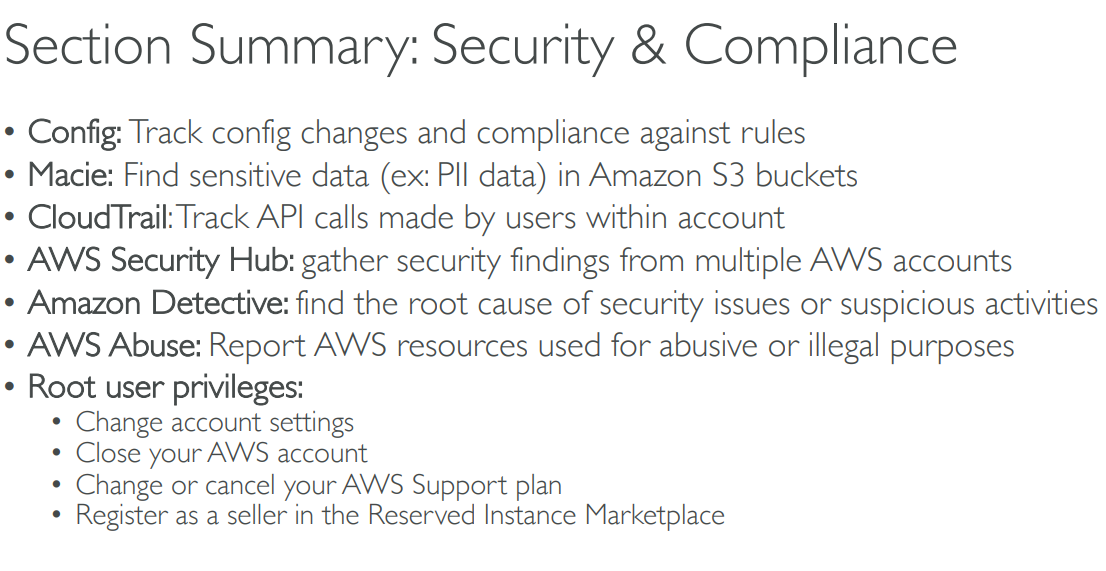 Section Summary: Security & Compliance
• Config: Track config changes and compliance against rules
• Macie: Find sensitive data (ex: PII data) in Amazon S3 buckets
• CloudTrail: Track API calls made by users within account
• AWS Security Hub: gather security findings from multiple AWS accounts
• Amazon Detective: find the root cause of security issues or suspicious activities
• AWS Abuse: Report AWS resources used for abusive or illegal purposes
• Root user privileges:
• Change account settings
• Close your AWS account
• Change or cancel your AWS Support plan
• Register as a seller in the Reserved Instance Marketplace